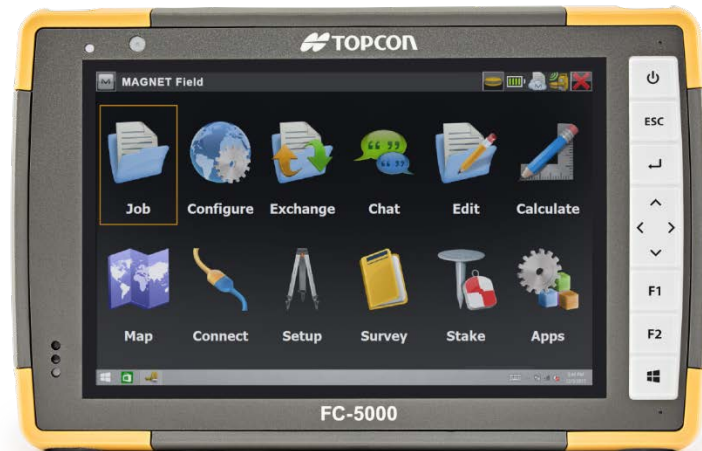 TOPCON
MAGNET Field
Job Configure Exchange Chat Edit Calculate
Map Connect Setup Survey Stake Apps
ESC
F1
F2
FC-5000